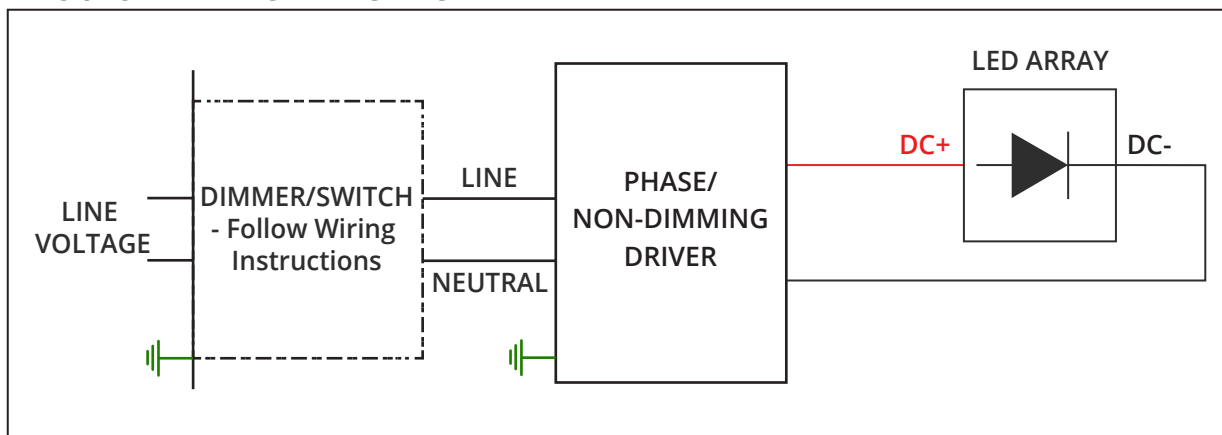 LED ARRAY
DC+
DC-
LINE
VOLTAGE
DIMMER/SWITCH
- Follow Wiring
Instructions
LINE
NEUTRAL
PHASE/
NON-DIMMING
DRIVER